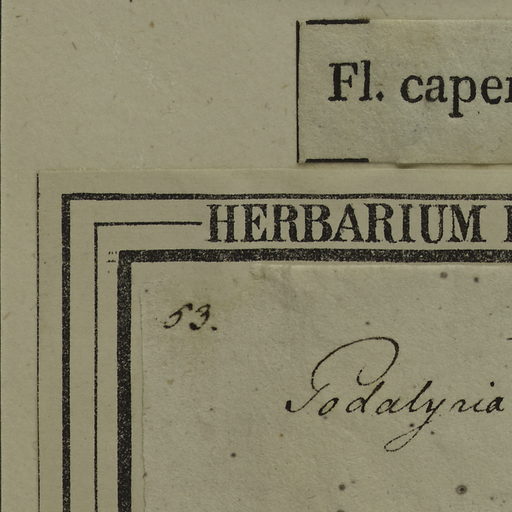 Fl. caper
HERBARIUM
53.
Podalyria